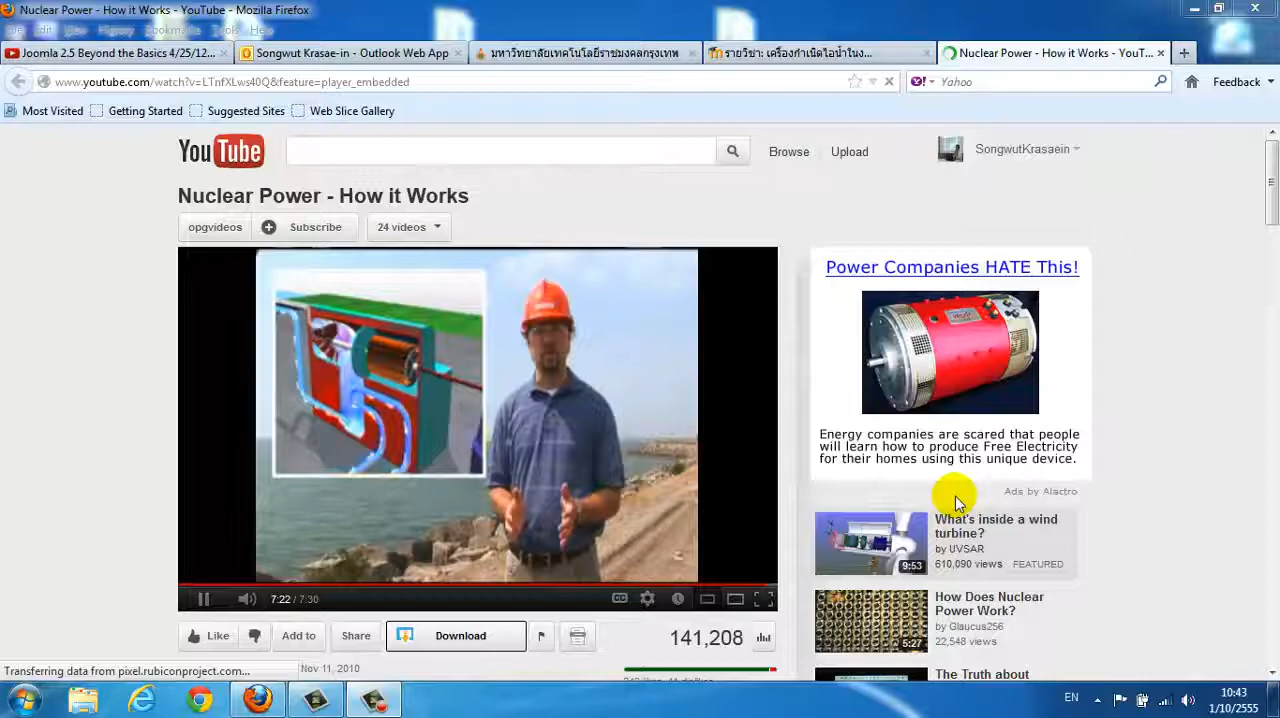 Nuclear Power - How it Works - YouTube - Mozilla Firefox
Joomla 2.5 Beyond the Basics 4/25/12...
Songwut Krasae-in - Outlook Web App
มหาวิทยาลัยเทคโนโลยีราชมงคลกรุงเทพ
รายวิชา: เครื่องกำเนิดไอน้ำในง...
Nuclear Power - How it Works - YouT...
www.youtube.com/watch?v=LTnfXLws40Q&feature=player_embedded
Yahoo
Feedback
Most Visited
Getting Started
Suggested Sites
Web Slice Gallery
YouTube
Browse
Upload
SongwutKrasaein
Nuclear Power - How it Works
opgvideos
Subscribe
24 videos
Power Companies HATE This!
Energy companies are scared that people
will learn how to produce Free Electricity
for their homes using this unique device.
Ads by Alactro
What's inside a wind
turbine?
by UVSAR
610,090 views FEATURED
9:53
How Does Nuclear
Power Work?
by Glaucus256
22,548 views
5:27
The Truth about
7:22 / 7:30
CC
Like
Add to
Share
Download
141,208
Transferring data from pixel.rubiconproject.com...
Nov 11, 2010
EN
10:43
1/10/2555